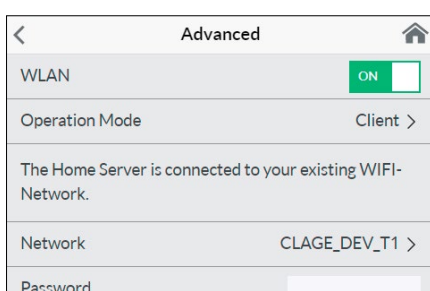 Advanced
WLAN ON
Operation Mode Client >
The Home Server is connected to your existing WIFI-
Network.
Network CLAGE_DEV_T1 >
Password